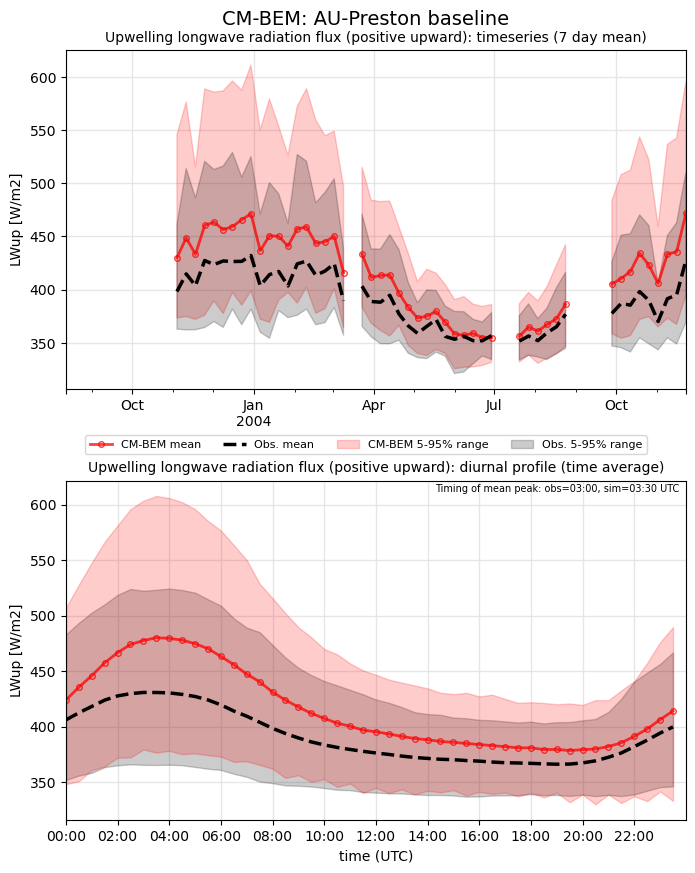 CM-BEM: AU-Preston baseline
Upwelling longwave radiation flux (positive upward): timeseries (7 day mean)
600
550
500
450
400
350
LWup [W/m2]
Oct
Jan
2004
Apr
Jul
Oct
CM-BEM mean
Obs. mean
CM-BEM 5-95% range
Obs. 5-95% range
Upwelling longwave radiation flux (positive upward): diurnal profile (time average)
Timing of mean peak: obs=03:00, sim=03:30 UTC
600
550
500
450
400
350
LWup [W/m2]
00:00
02:00
04:00
06:00
08:00
10:00
12:00
14:00
16:00
18:00
20:00
22:00
time (UTC)